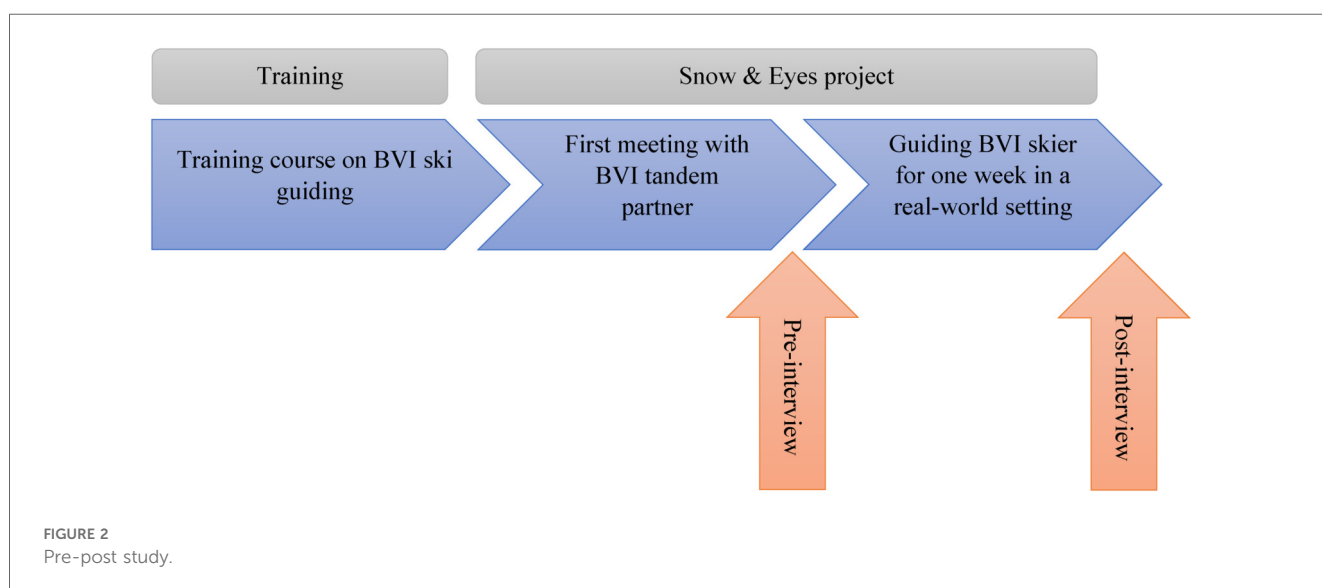 Training
Snow & Eyes project
Training course on BVI ski
guiding
First meeting with
BVI tandem
partner
Guiding BVI skier
for one week in a
real-world setting
Pre-interview
Post-interview
FIGURE 2
Pre-post study.